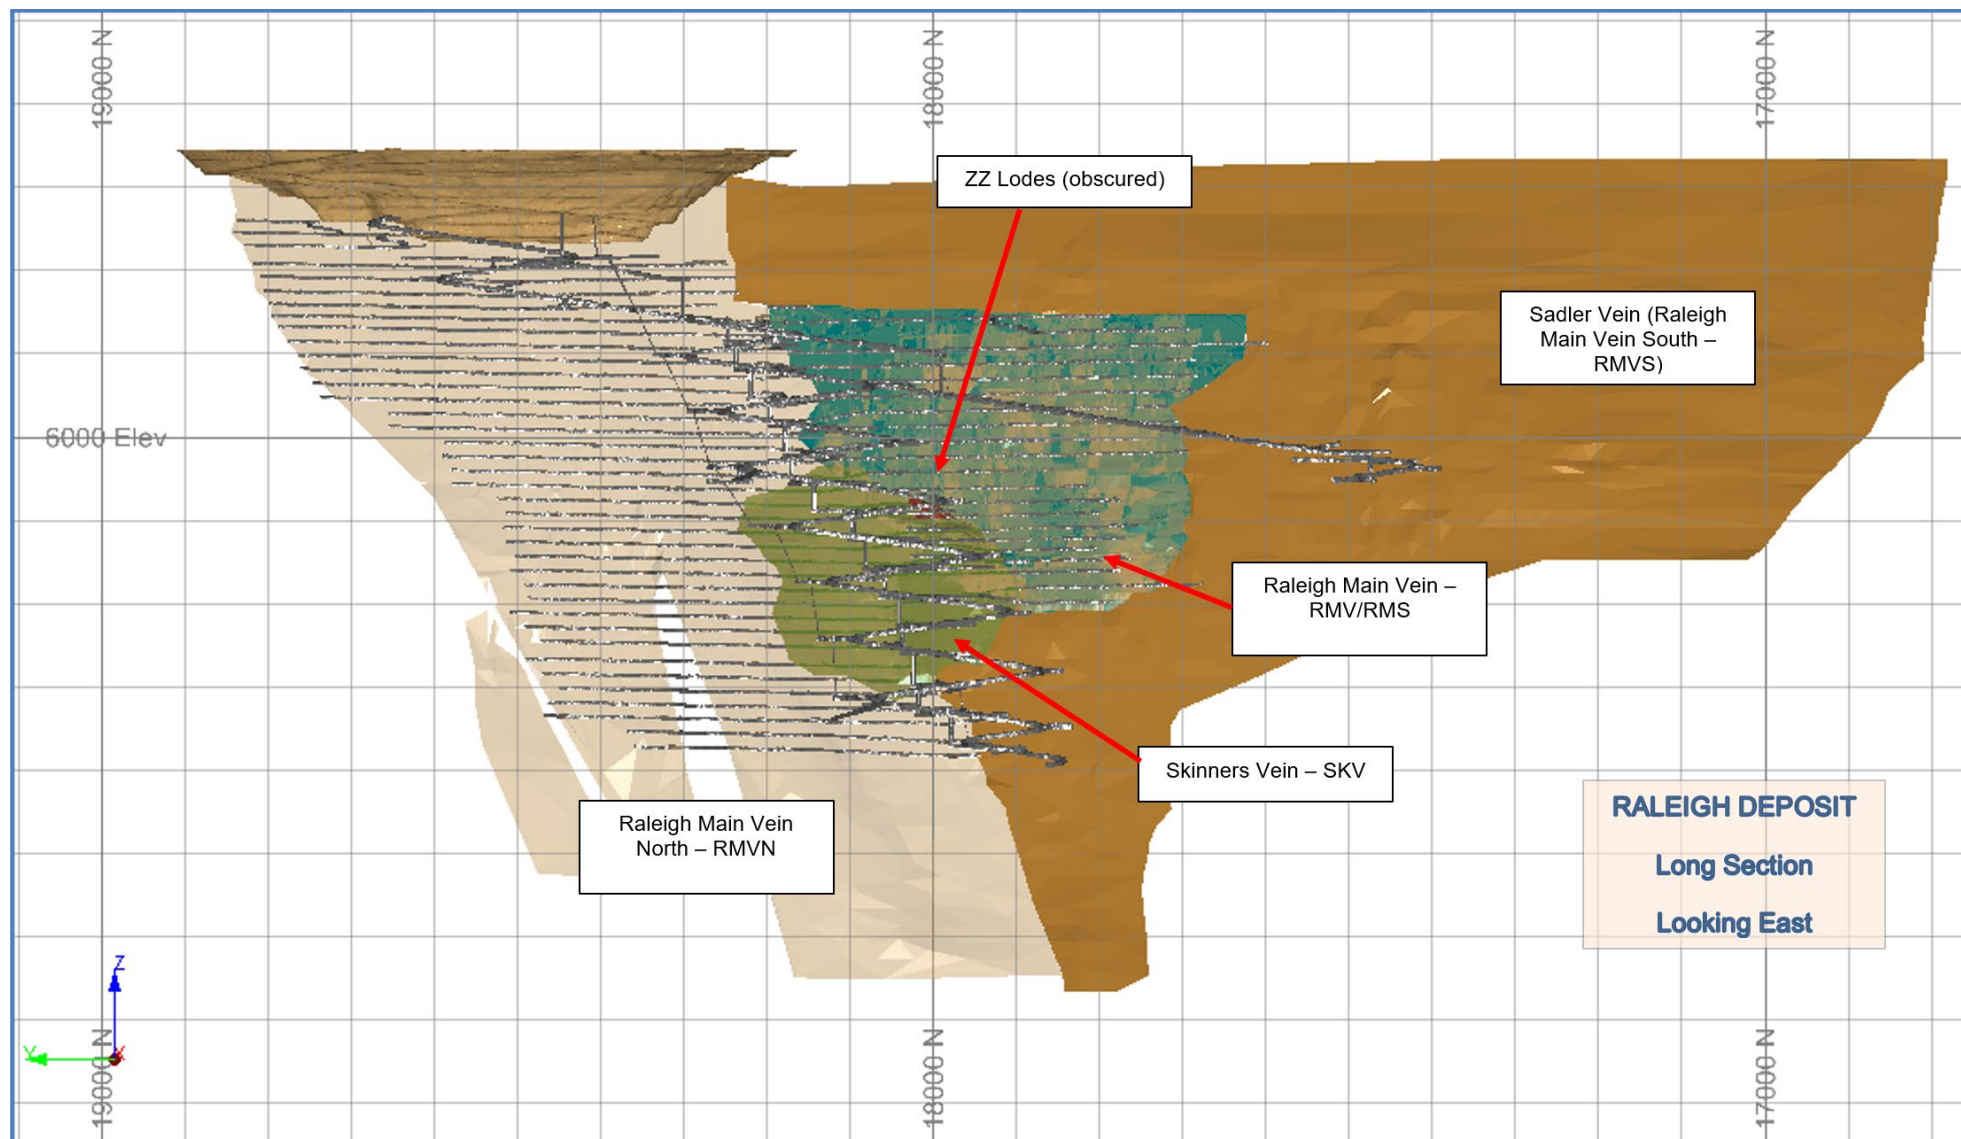 19000 N
18000 N
17000 N
ZZ Lodes (obscured)
Sadler Vein (Raleigh
Main Vein South –
RMVS)
6000 Elev
Raleigh Main Vein –
RMV/RMS
Skinners Vein – SKV
Raleigh Main Vein
North – RMVN
RALEIGH DEPOSIT
Long Section
Looking East
Z
Y
X
19000 N
18000 N
17000 N